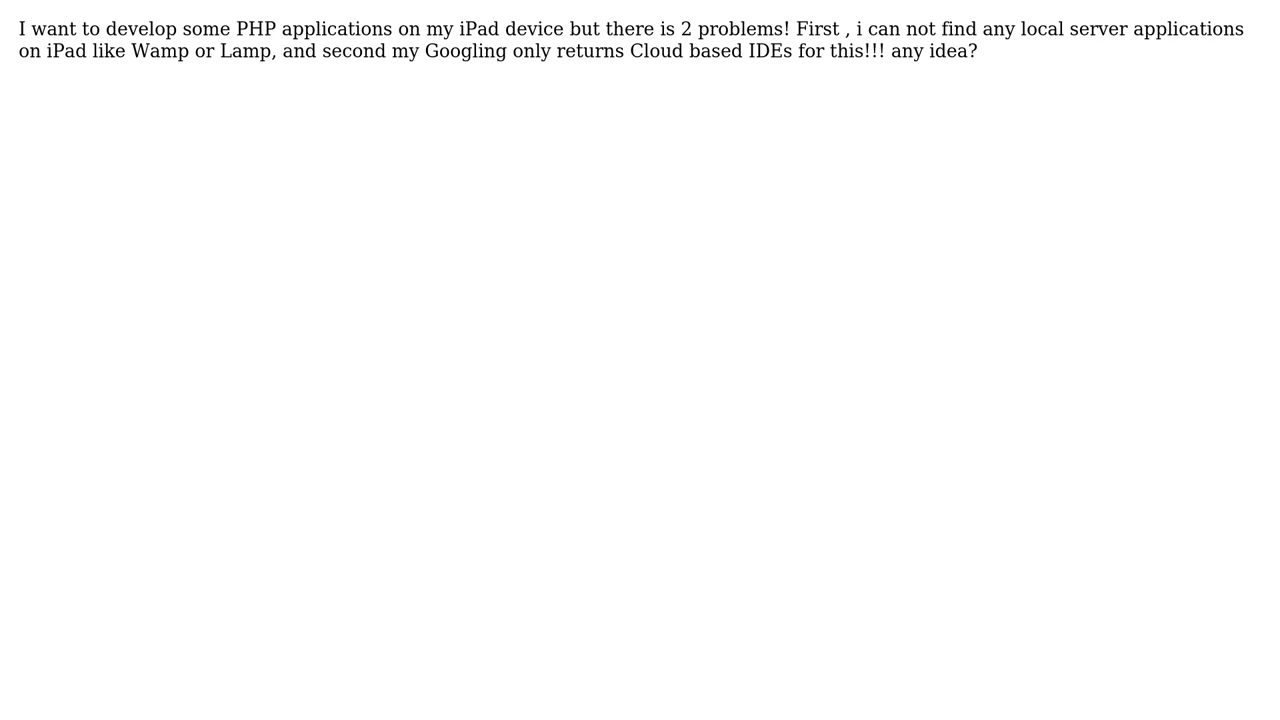 I want to develop some PHP applications on my iPad device but there is 2 problems! First , i can not find any local server applications
on iPad like Wamp or Lamp, and second my Googling only returns Cloud based IDEs for this!!! any idea?